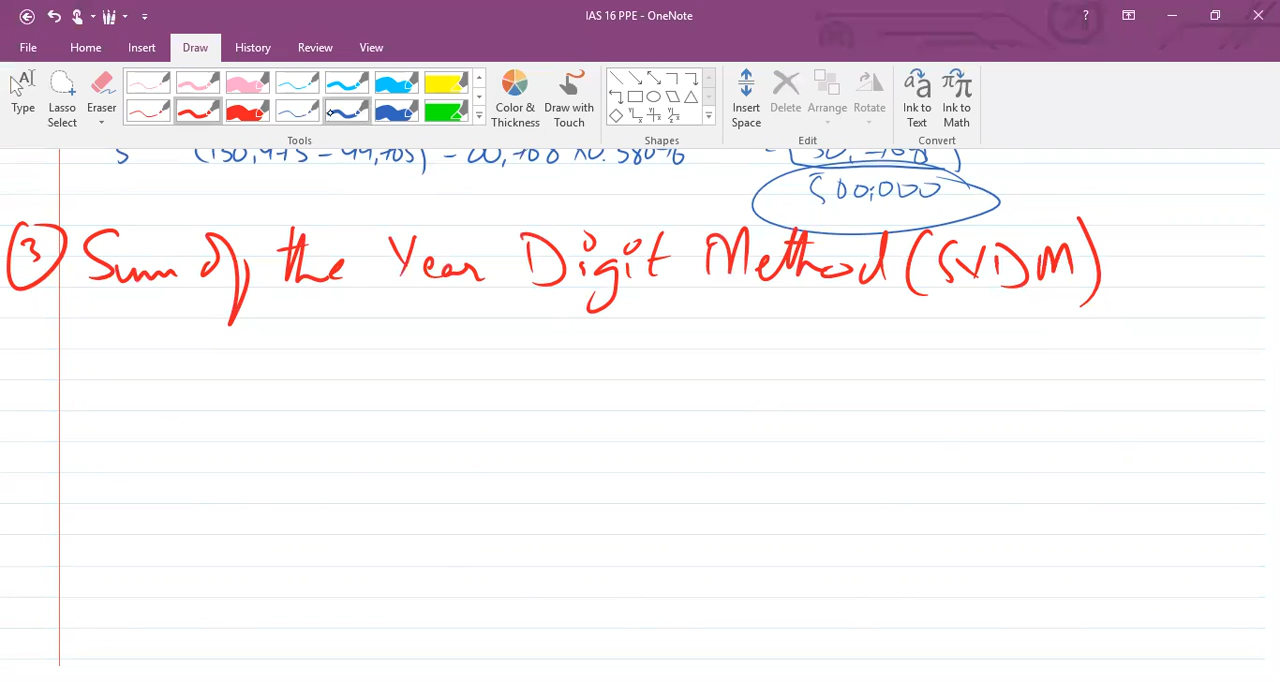 IAS 16 PPE - OneNote
?
File Home Insert Draw History Review View
Type
Lasso Select
Eraser
Color & Thickness
Draw with Touch
Insert Space
Delete
Arrange
Rotate
Ink to Text
Ink to Math
Tools
Shapes
Edit
Convert
500,000
3 Sum of the Year Digit Method (SYDM)